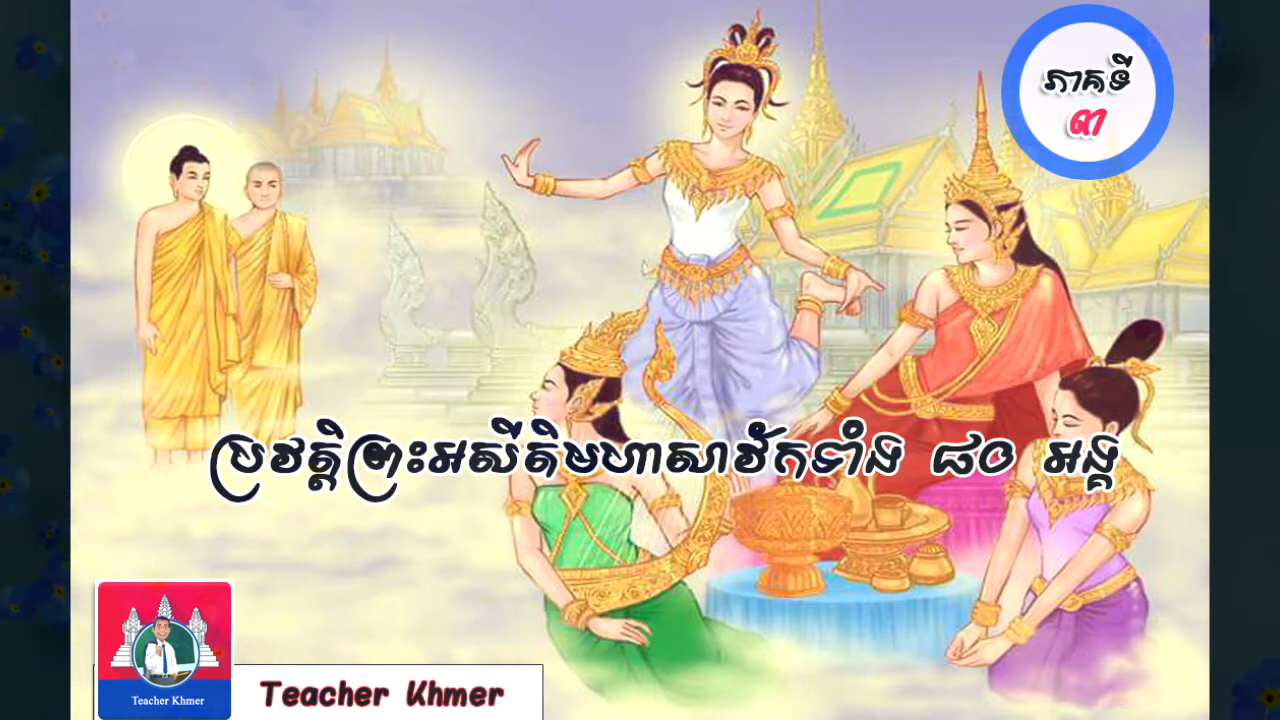 ភាគទី
៣
ប្រវត្តិព្រះអសីតិមហាសាវ័កទាំង ៨០ អង្គ
Teacher Khmer
Teacher Khmer